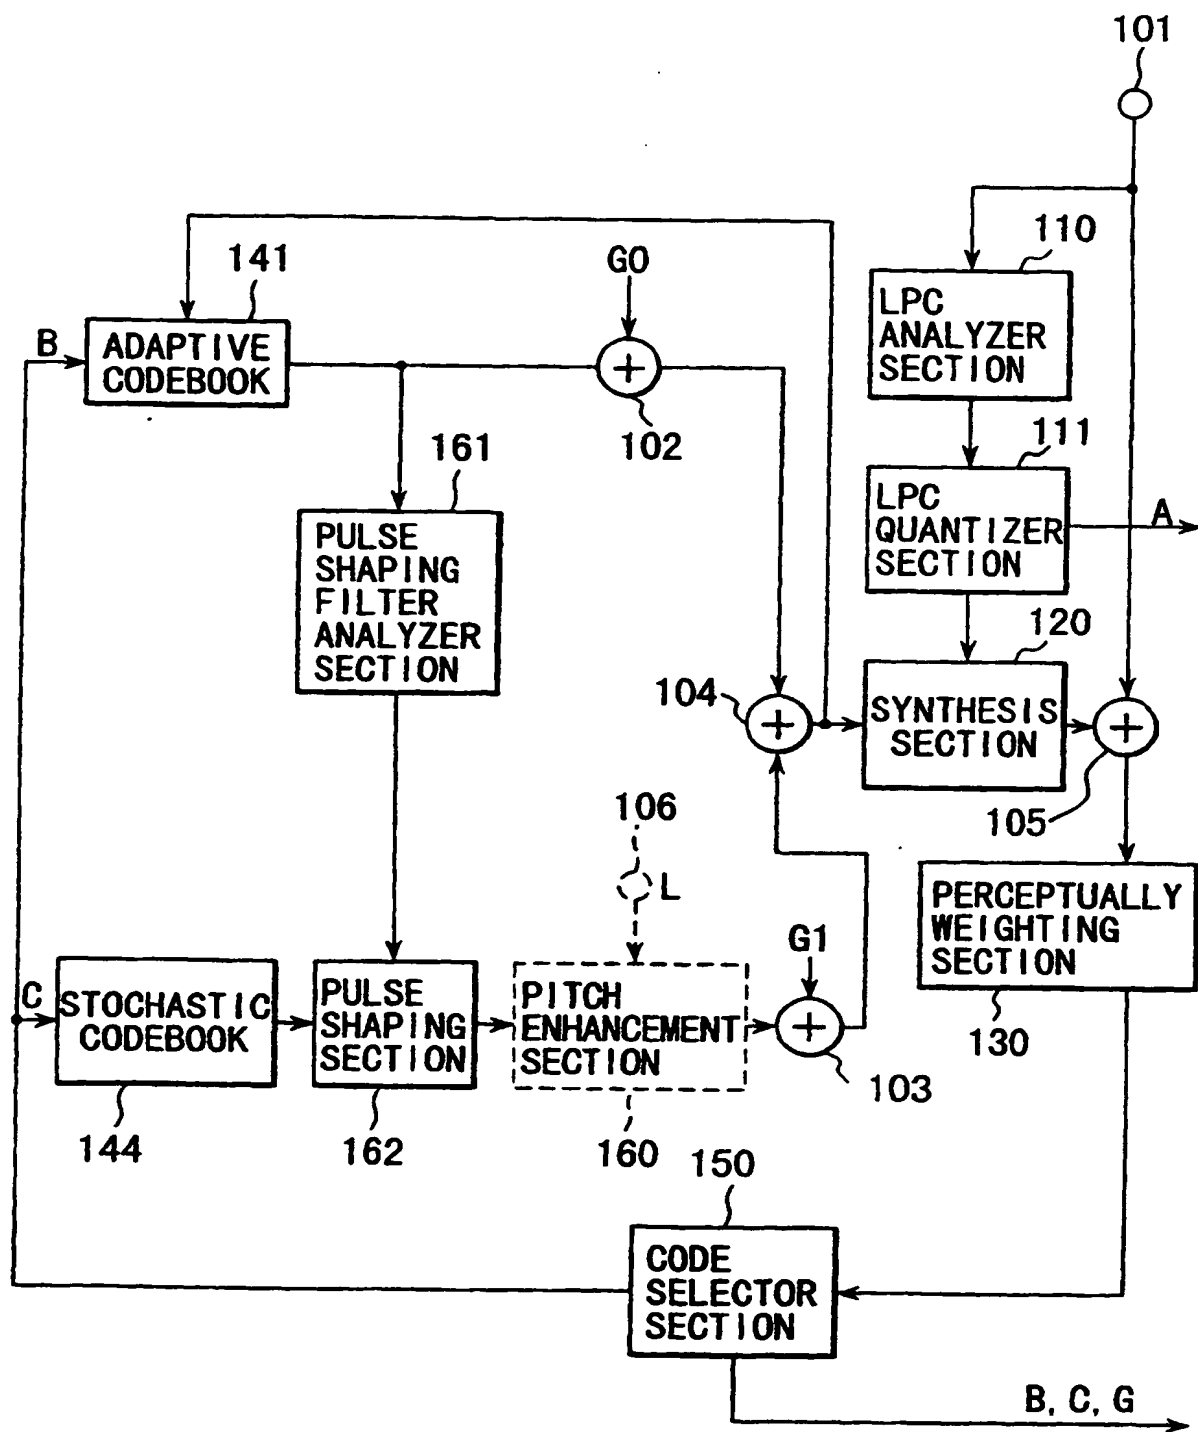 101
110
LPC
ANALYZER
SECTION
141
G0
B
ADAPTIVE
CODEBOOK
102
111
161
LPC
QUANTIZER
SECTION
A
PULSE
SHAPING
FILTER
ANALYZER
SECTION
120
104
SYNTHESIS
SECTION
105
106
L
PERCEPTUALLY
WEIGHTING
SECTION
G1
C
STOCHASTIC
CODEBOOK
PULSE
SHAPING
SECTION
PITCH
ENHANCEMENT
SECTION
130
103
144
162
160
150
CODE
SELECTOR
SECTION
B, C, G